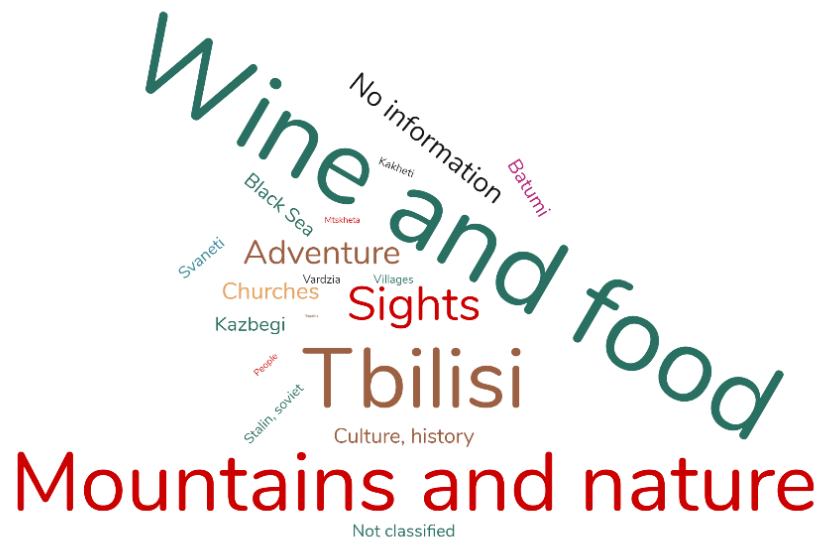 Wine and food
No information
Kakheti
Batumi
Black Sea
Mtskheta
Svaneti
Adventure
Vardzia
Villages
Churches
Sights
Kazbegi
Tbilisi
People
Stalin, soviet
Culture, history
Mountains and nature
Not classified